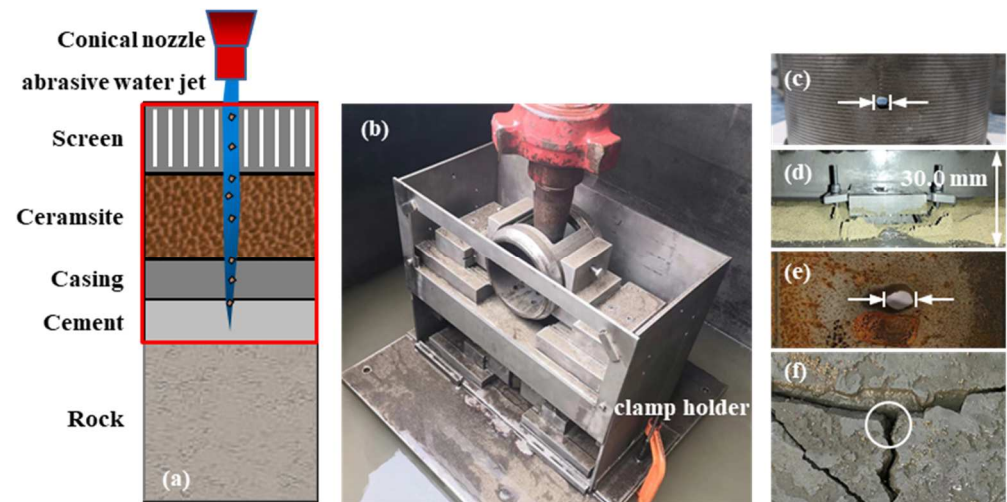 Conical nozzle
abrasive water jet
Screen
Ceramsite
Casing
Cement
Rock
(a)
(b)
clamp holder
(c)
(d)
30.0 mm
(e)
(f)